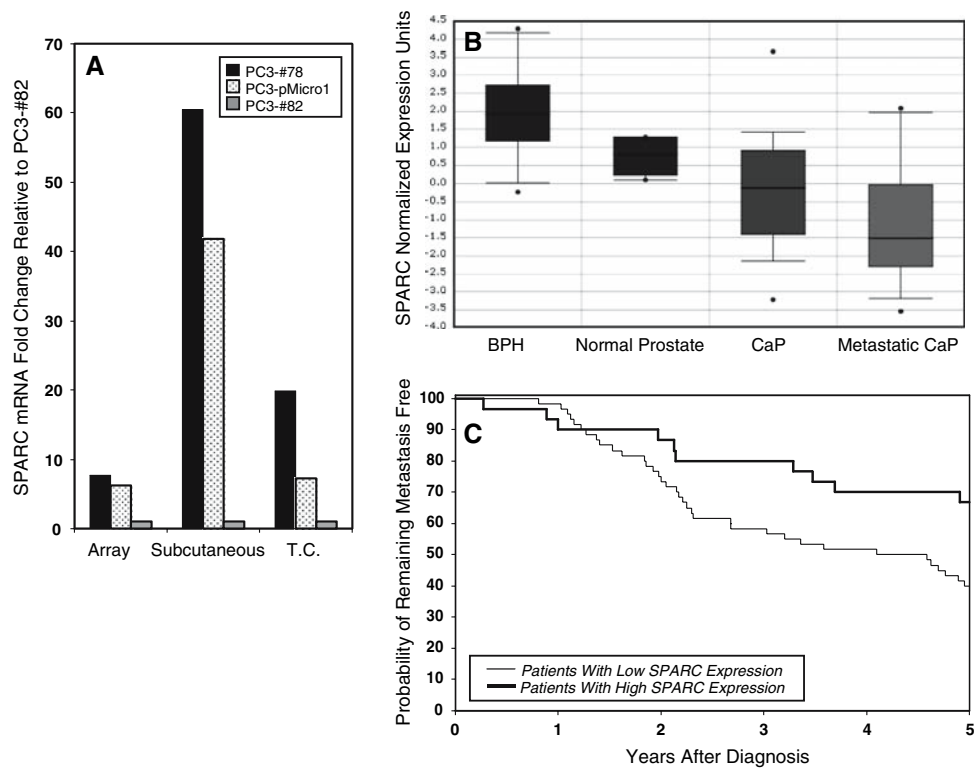 A
SPARC mRNA Fold Change Relative to PC3-#82
70
60
50
40
30
20
10
0
PC3-#78
PC3-pMicro1
PC3-#82
Array Subcutaneous T.C.
B
SPARC Normalized Expression Units
4.5
4.0
3.5
3.0
2.5
2.0
1.5
1.0
0.5
0.0
-0.5
-1.0
-1.5
-2.0
-2.5
-3.0
-3.5
-4.0
BPH Normal Prostate CaP Metastatic CaP
C
Probability of Remaining Metastasis Free
100
90
80
70
60
50
40
30
20
10
0
Patients With Low SPARC Expression
Patients With High SPARC Expression
0 1 2 3 4 5
Years After Diagnosis